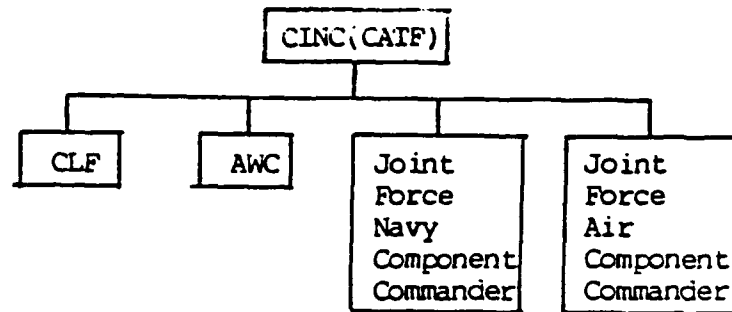 CINC(CATF)
CLF
AWC
Joint
Force
Navy
Component
Commander
Joint
Force
Air
Component
Commander